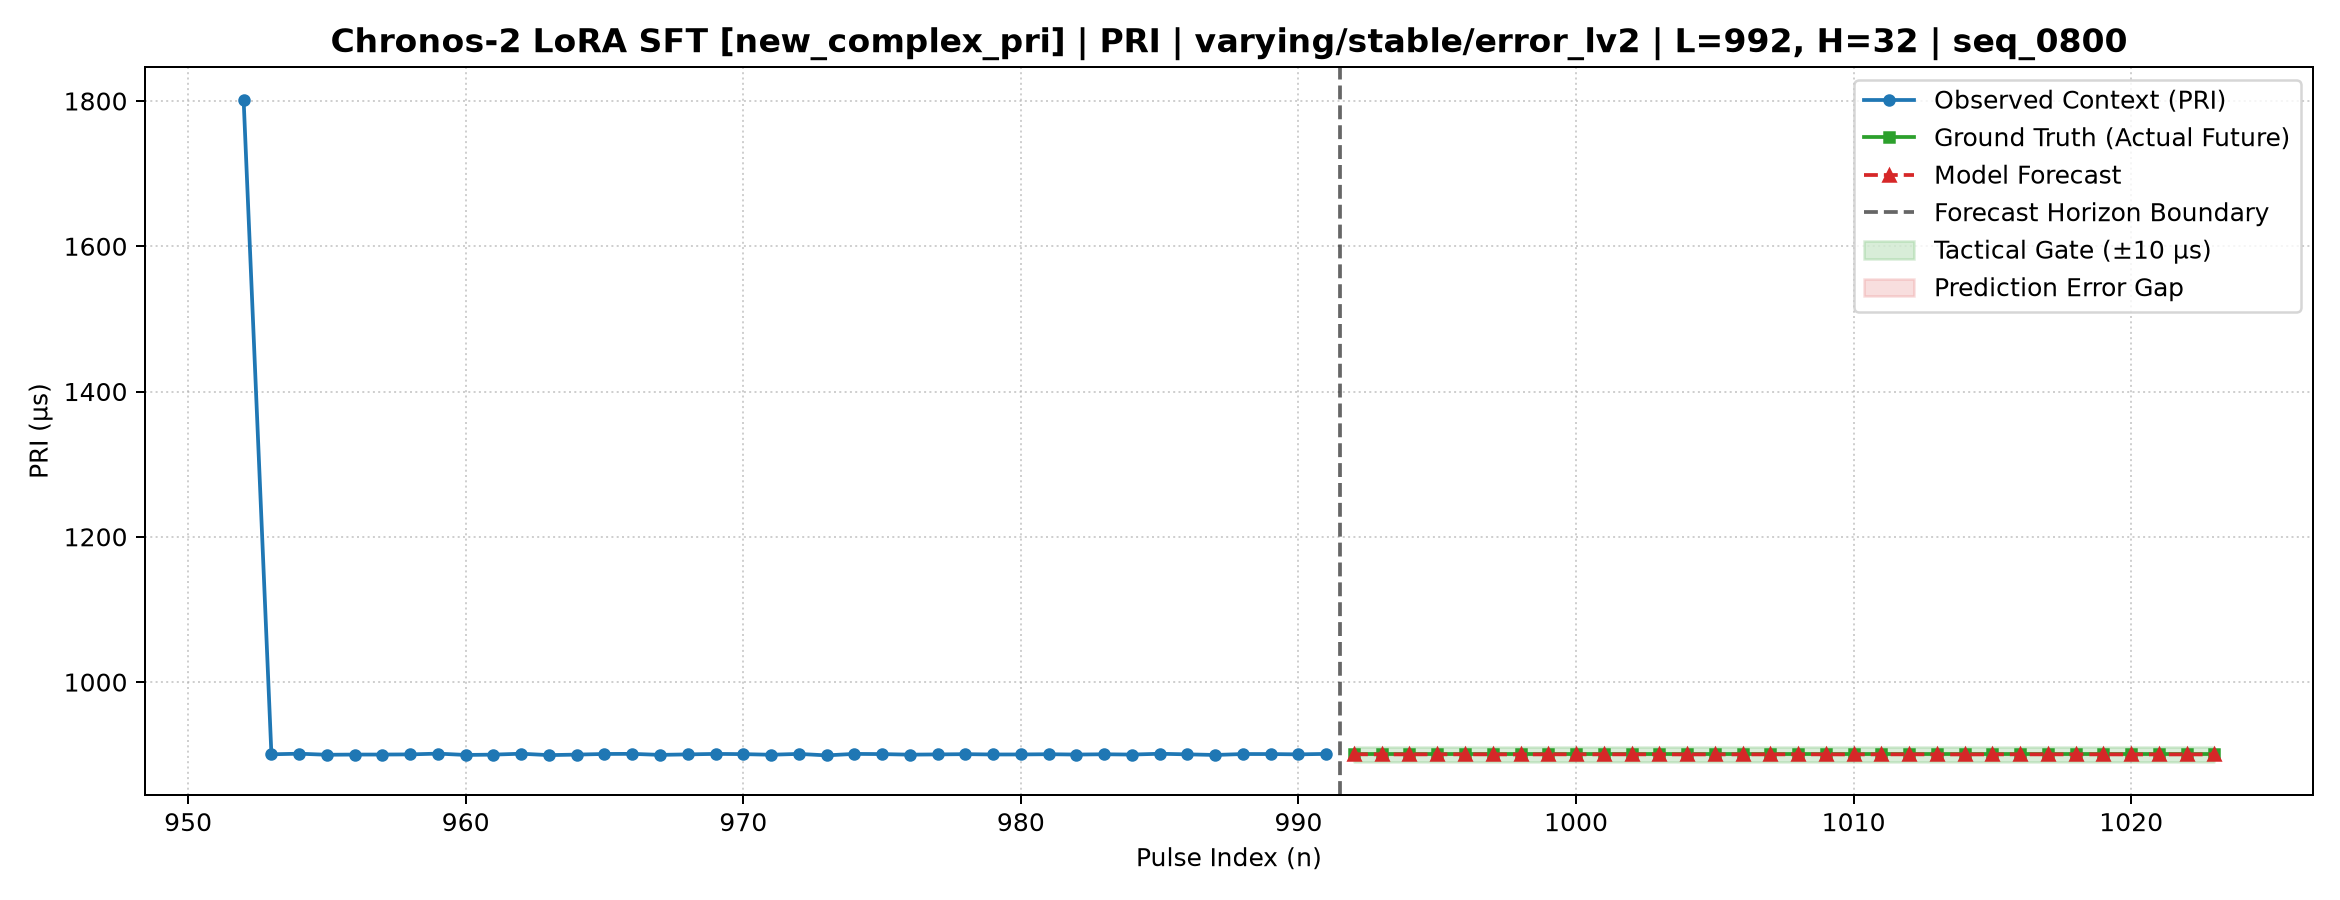 Chronos-2 LoRA SFT [new_complex_pri] | PRI | varying/stable/error_lv2 | L=992, H=32 | seq_0800
Observed Context (PRI)
Ground Truth (Actual Future)
Model Forecast
Forecast Horizon Boundary
Tactical Gate (±10 µs)
Prediction Error Gap
PRI (µs)
1800
1600
1400
1200
1000
950 960 970 980 990 1000 1010 1020
Pulse Index (n)